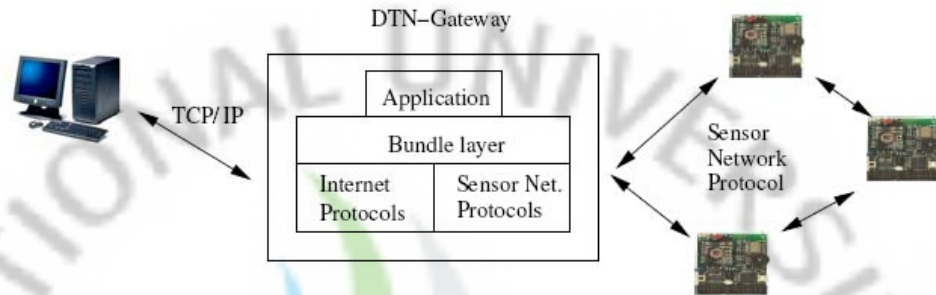 DTN-Gateway
TCP/IP
Application
Bundle layer
Internet
Protocols
Sensor Net.
Protocols
Sensor
Network
Protocol